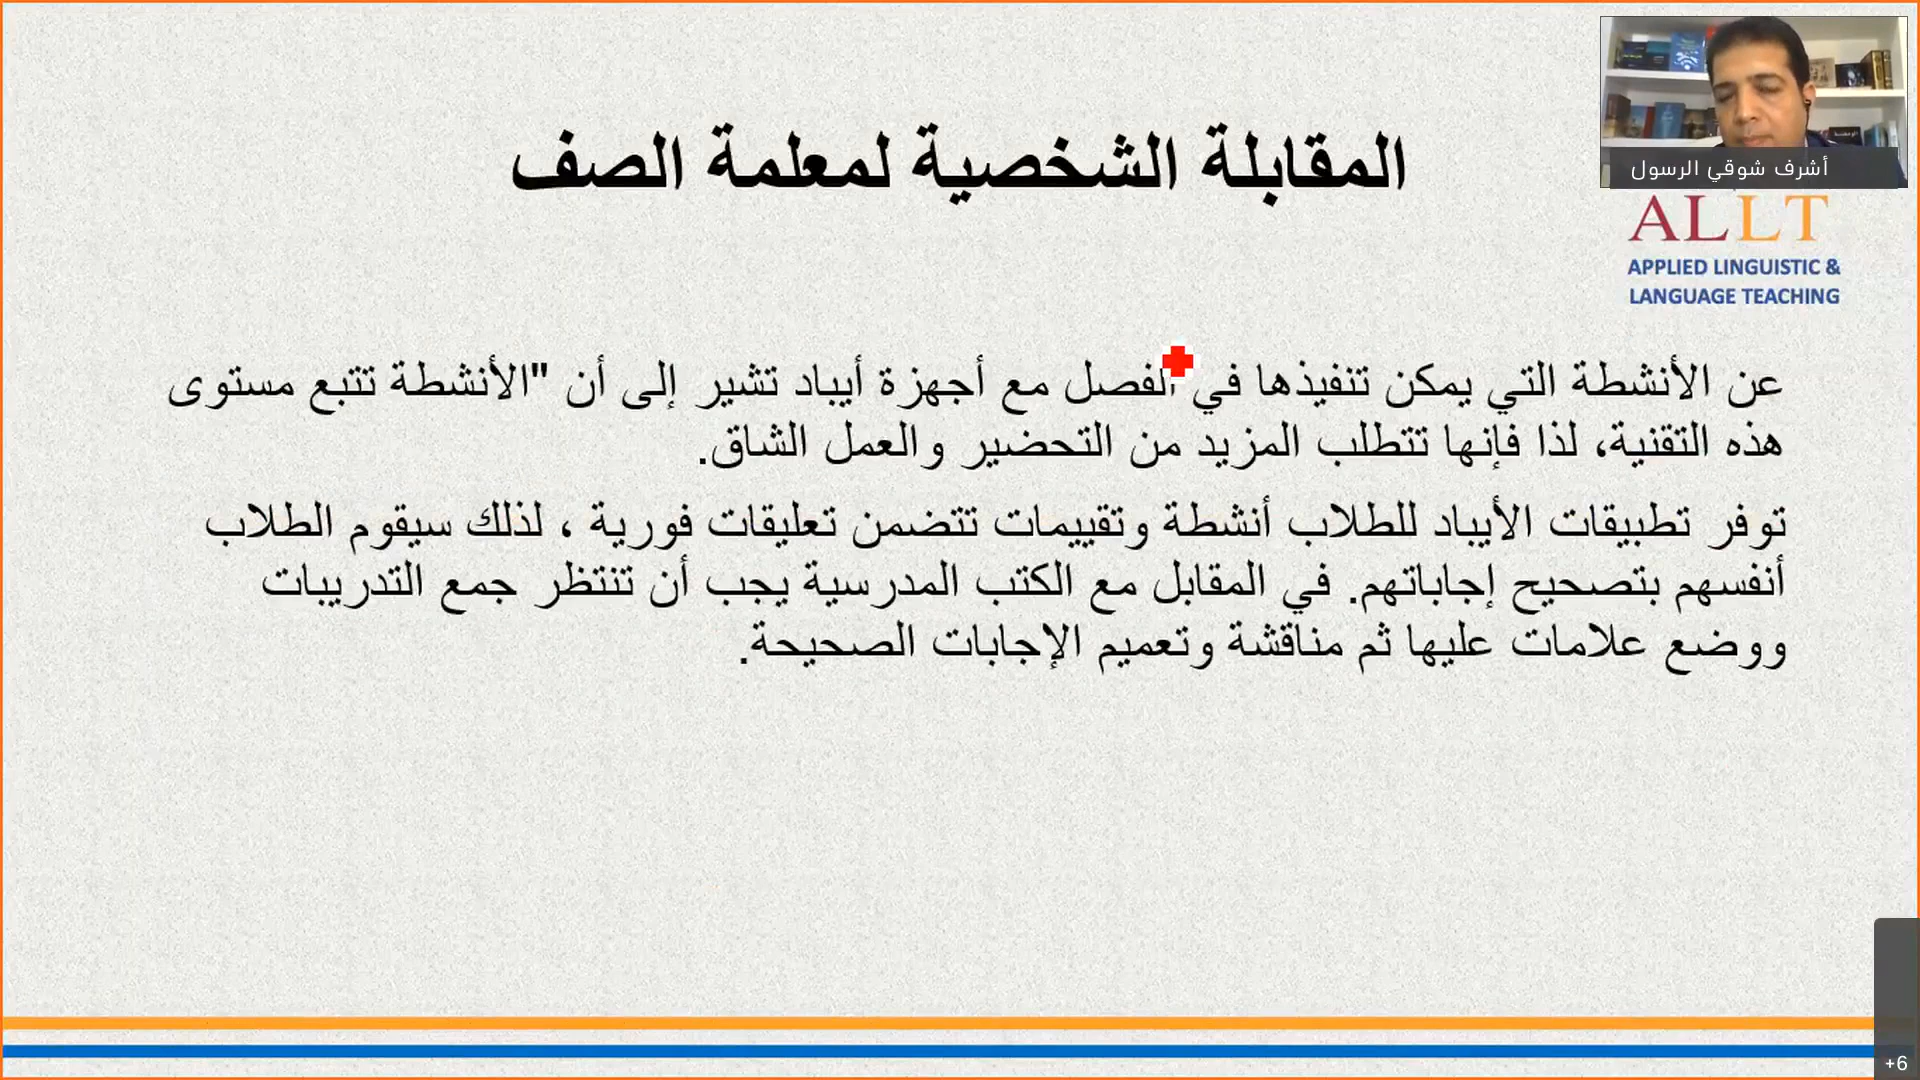 المقابلة الشخصية لمعلمة الصف
أشرف شوقي الرسول
ALLT
APPLIED LINGUISTIC &
LANGUAGE TEACHING
عن الأنشطة التي يمكن تنفيذها في الفصل مع أجهزة أيباد تشير إلى أن "الأنشطة تتبع مستوى
هذه التقنية، لذا فإنها تتطلب المزيد من التحضير والعمل الشاق.
توفر تطبيقات الأيباد للطلاب أنشطة وتقييمات تتضمن تعليقات فورية ، لذلك سيقوم الطلاب
أنفسهم بتصحيح إجاباتهم. في المقابل مع الكتب المدرسية يجب أن تنتظر جمع التدريبات
ووضع علامات عليها ثم مناقشة وتعميم الإجابات الصحيحة.
+6